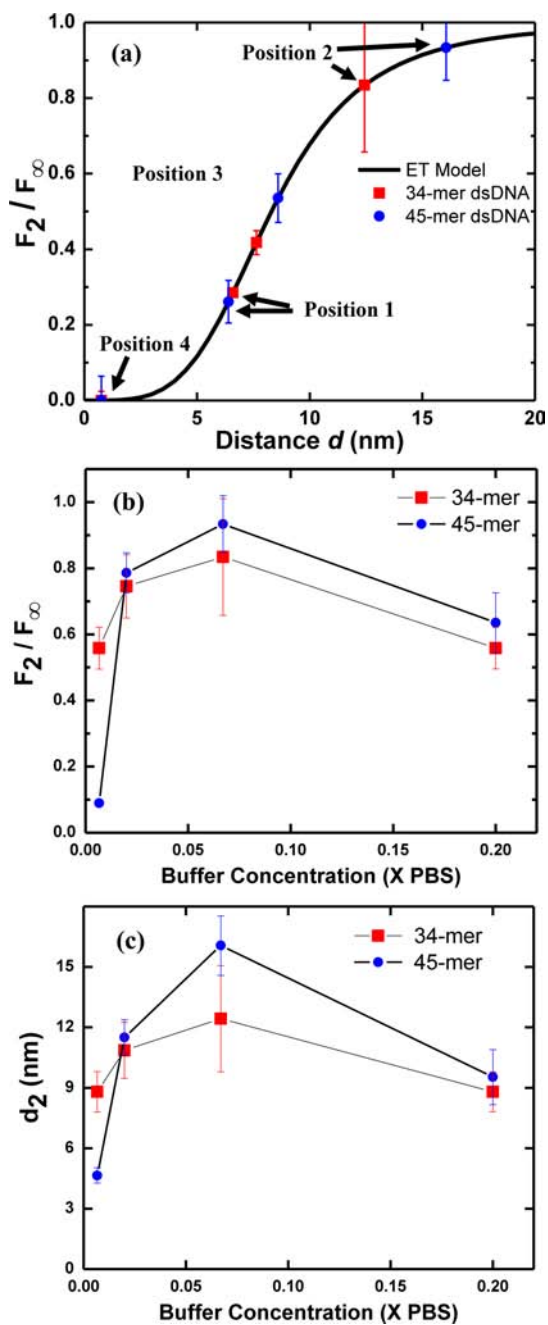 1.0
(a)
Position 2
0.8
Position 3
ET Model
34-mer dsDNA
45-mer dsDNA
0.6
F2 / F∞
0.4
Position 1
0.2
Position 4
0.0
0 5 10 15 20
Distance d (nm)
1.0
(b)
34-mer
45-mer
0.8
0.6
F2 / F∞
0.4
0.2
0.0
0.00 0.05 0.10 0.15 0.20
Buffer Concentration (X PBS)
(c)
34-mer
45-mer
15
12
d2 (nm)
9
6
3
0
0.00 0.05 0.10 0.15 0.20
Buffer Concentration (X PBS)